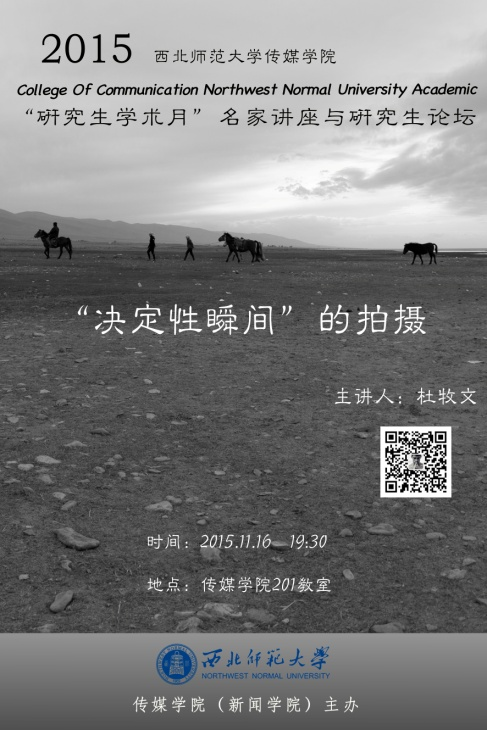 2015 西北师范大学传媒学院
College Of Communication Northwest Normal University Academic
“研究生学术月”名家讲座与研究生论坛
“决定性瞬间”的拍摄
主讲人：杜牧文
时间：2015.11.16 19:30
地点：传媒学院201教室
西北师范大学
NORTHWEST NORMAL UNIVERSITY
传媒学院（新闻学院）主办